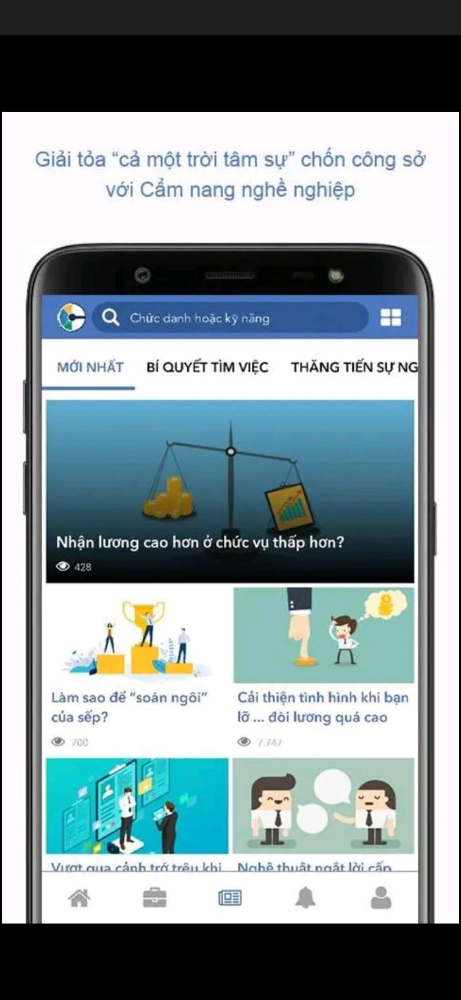 Giải tỏa “cả một trời tâm sự” chốn công sở
với Cẩm nang nghề nghiệp
Chức danh hoặc kỹ năng
MỚI NHẤT BÍ QUYẾT TÌM VIỆC THĂNG TIẾN SỰ NG
Nhận lương cao hơn ở chức vụ thấp hơn?
428
Làm sao để “soán ngôi”
của sếp?
700
Cải thiện tình hình khi bạn
lỡ ... đòi lương quá cao
7.747
Vượt qua cảnh trớ trêu khi
Nghệ thuật ngắt lời cấp